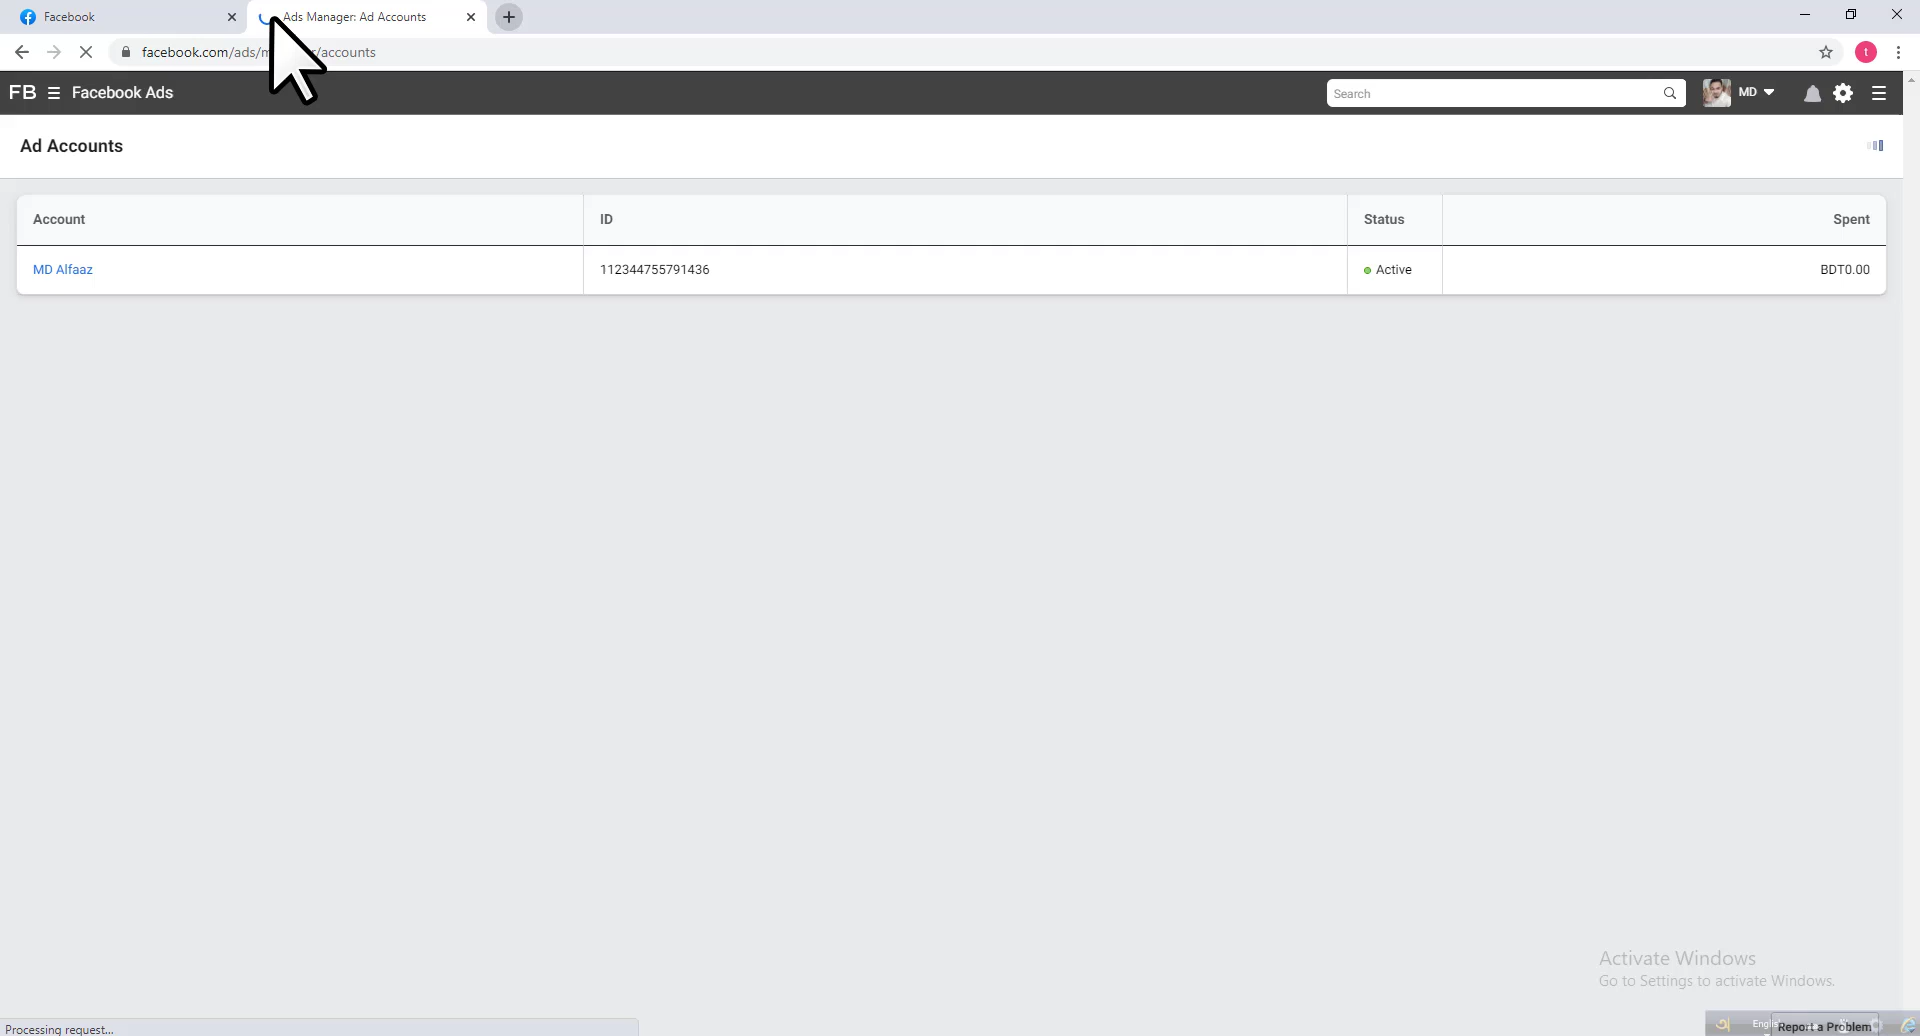 Facebook
Ads Manager: Ad Accounts
facebook.com/ads/m
/accounts
t
FB
Facebook Ads
Search
MD
Ad Accounts
Account
ID
Status
Spent
MD Alfaaz
112344755791436
Active
BDT0.00
Activate Windows
Go to Settings to activate Windows.
Processing request...
অ
Report a Problem